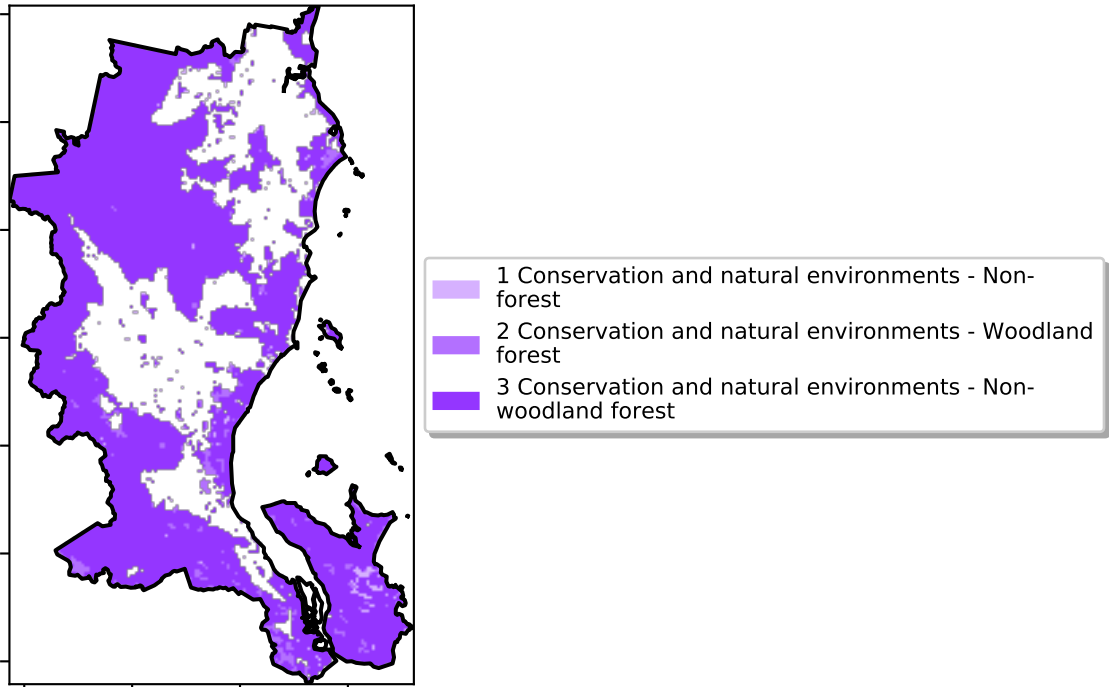 1 Conservation and natural environments - Non-
forest
2 Conservation and natural environments - Woodland
forest
3 Conservation and natural environments - Non-
woodland forest